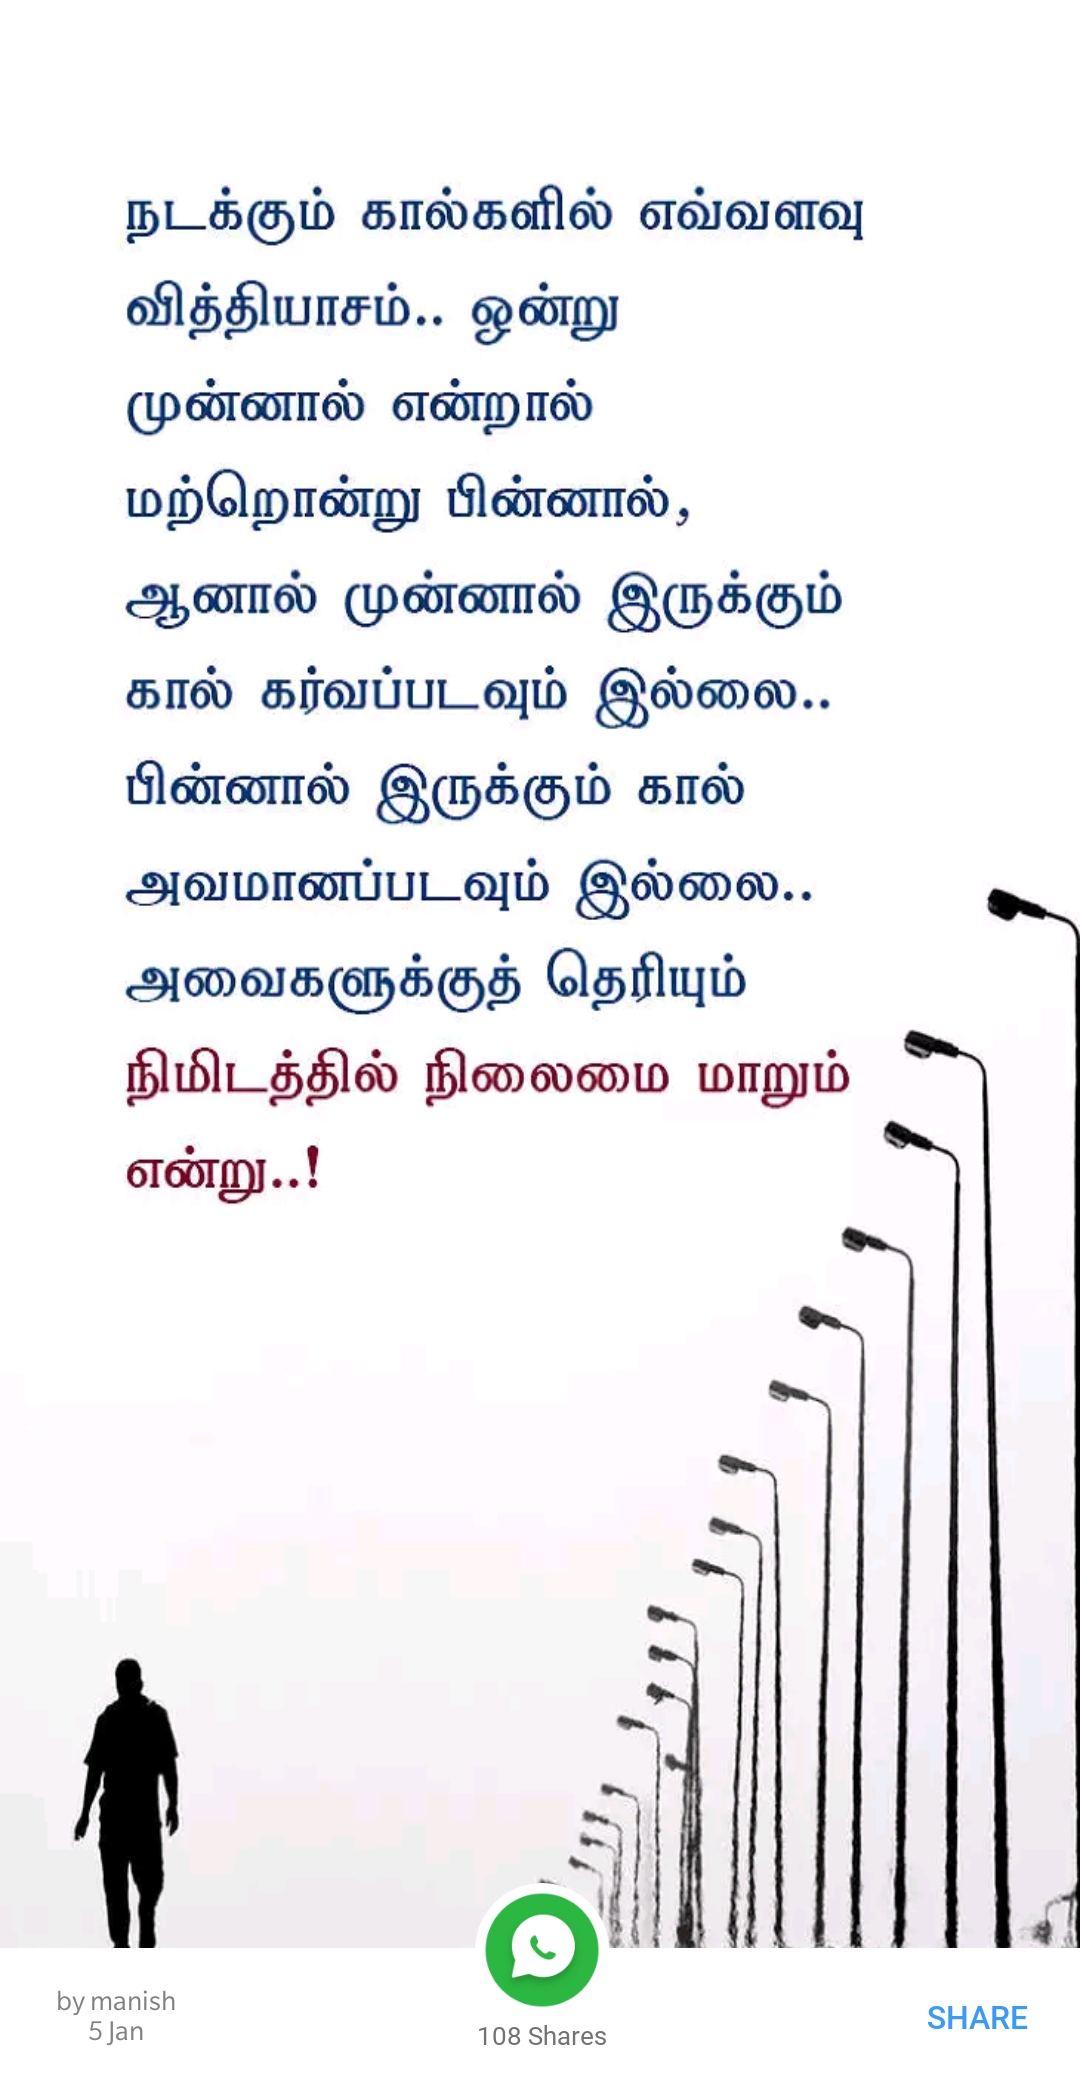 நடக்கும் கால்களில் எவ்வளவு
வித்தியாசம்.. ஒன்று
முன்னால் என்றால்
மற்றொன்று பின்னால்,
ஆனால் முன்னால் இருக்கும்
கால் கர்வப்படவும் இல்லை..
பின்னால் இருக்கும் கால்
அவமானப்படவும் இல்லை..
அவைகளுக்குத் தெரியும்
நிமிடத்தில் நிலைமை மாறும்
என்று..!
by manish
5 Jan
108 Shares
SHARE